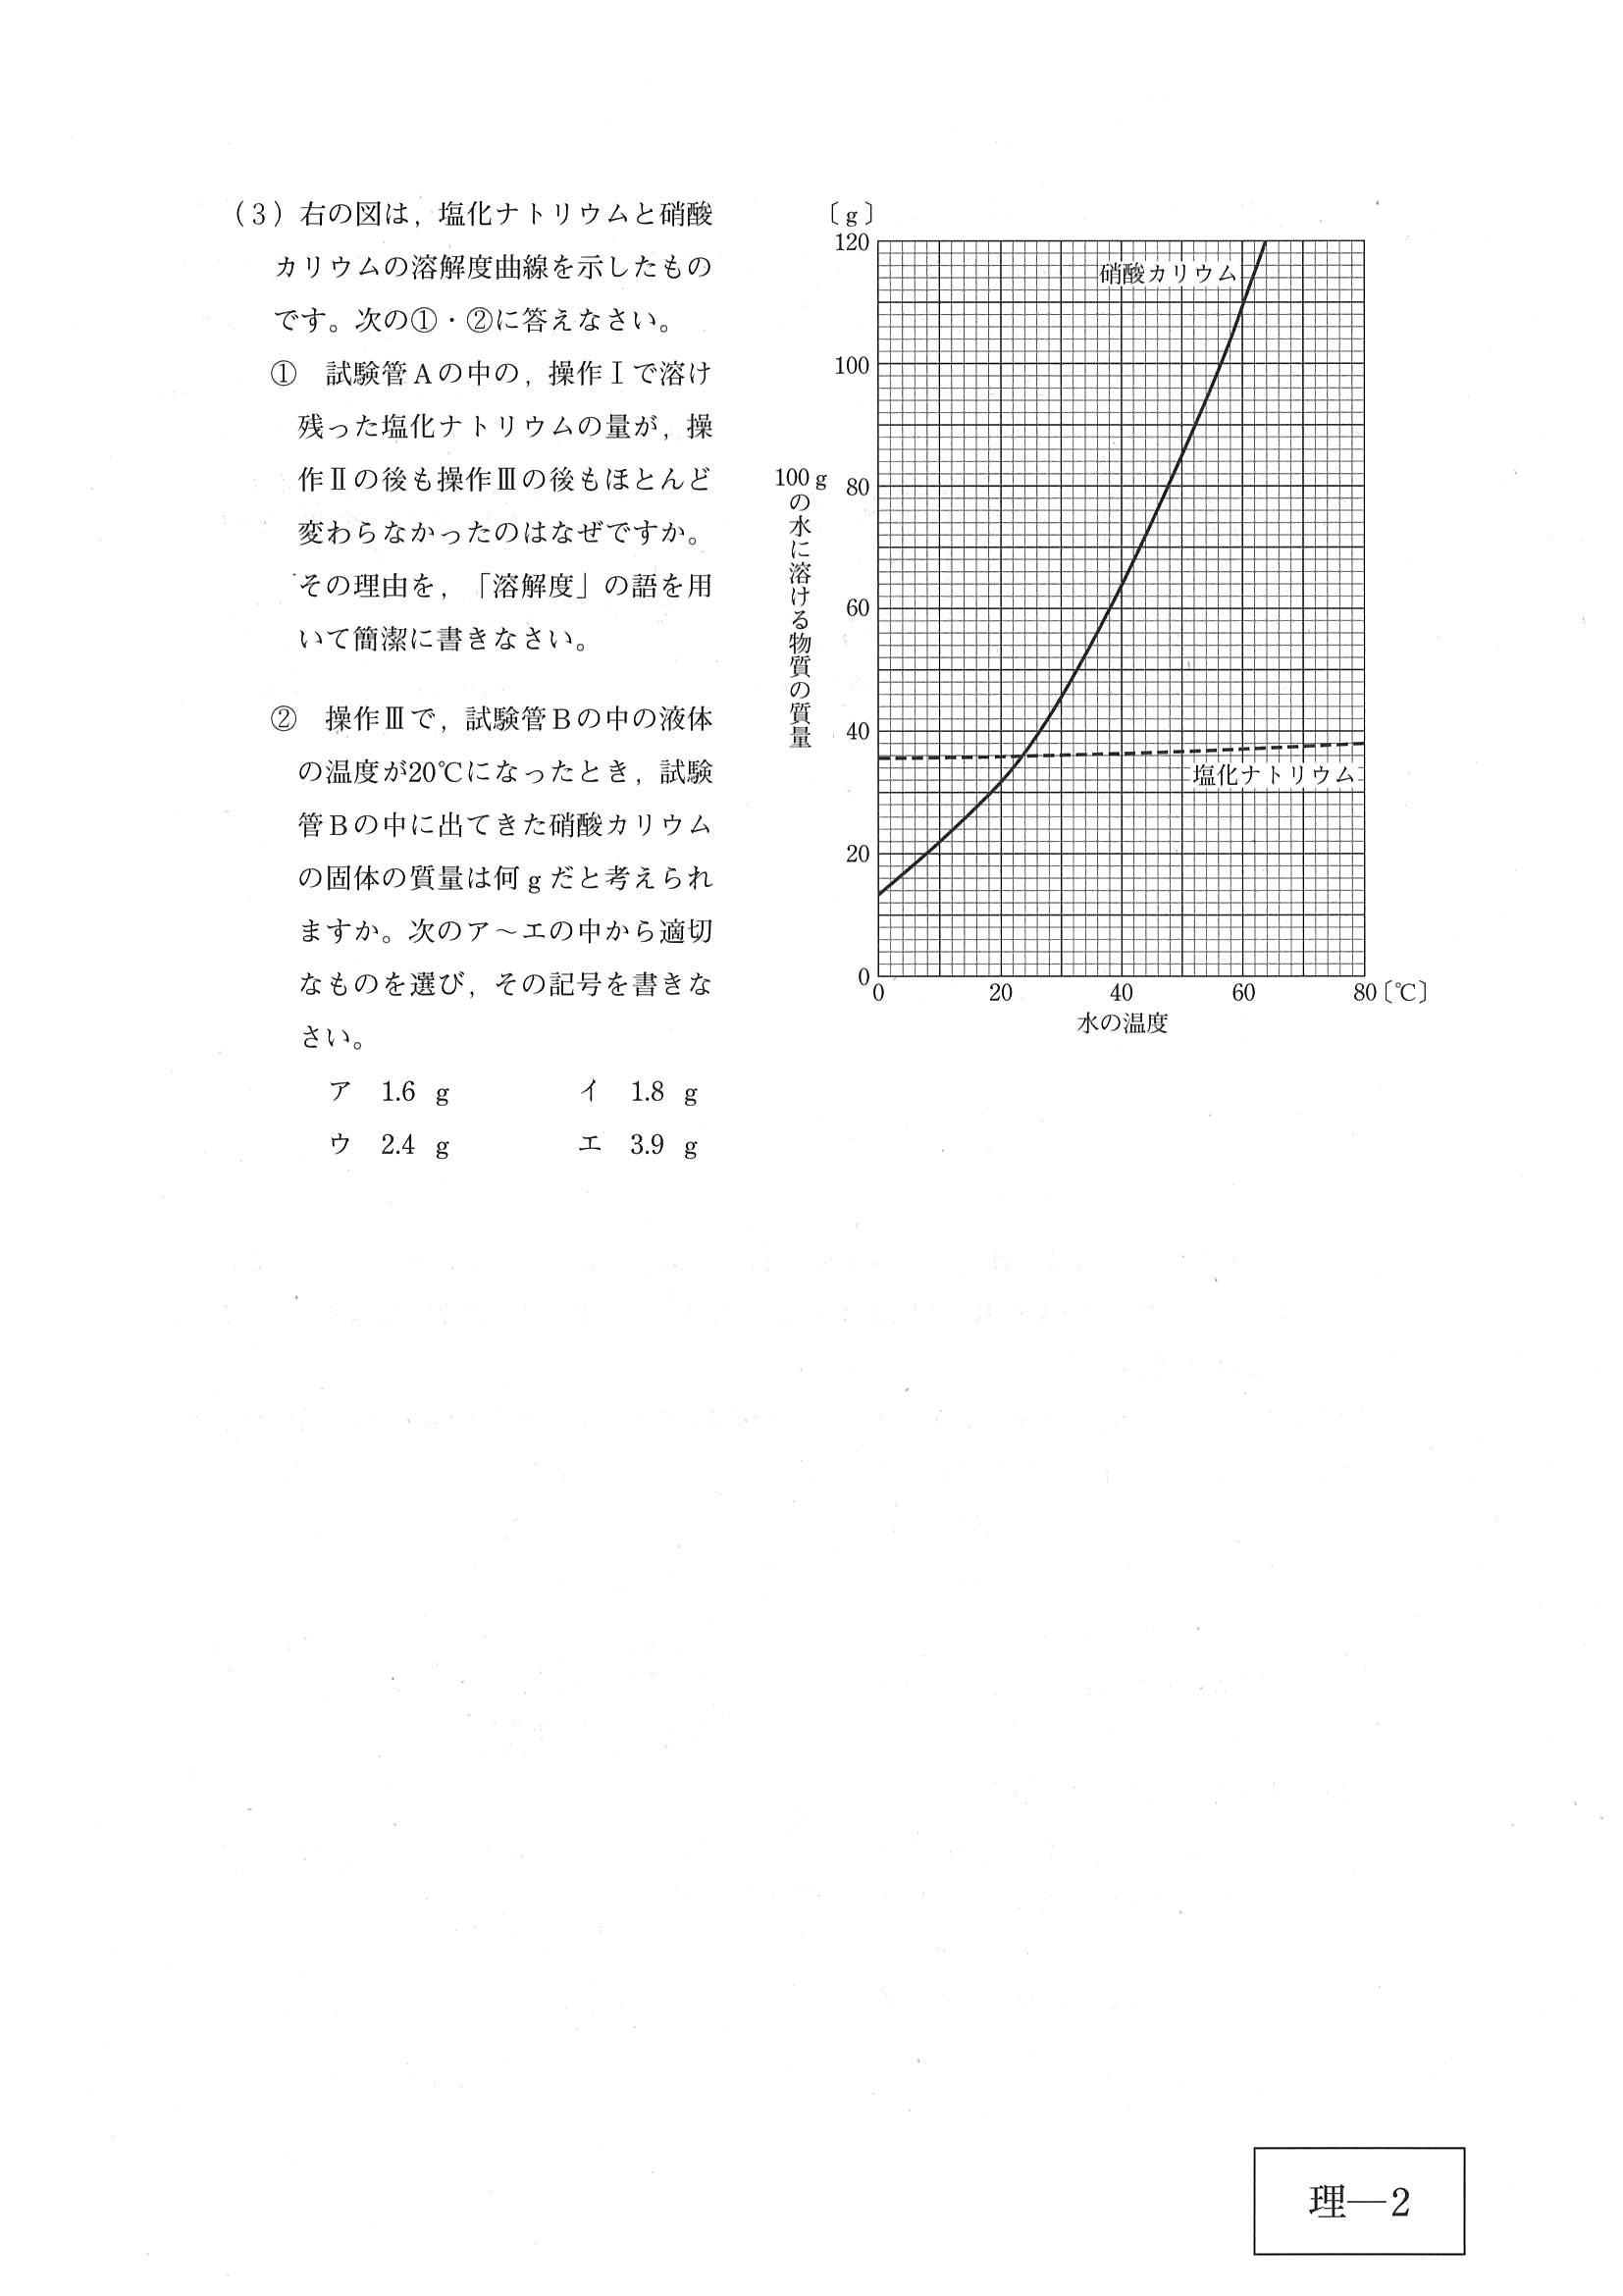 (3) 右の図は，塩化ナトリウムと硝酸
カリウムの溶解度曲線を示したもの
です。次の①・②に答えなさい。
① 試験管Aの中の，操作Ⅰで溶け
残った塩化ナトリウムの量が，操
作Ⅱの後も操作Ⅲの後もほとんど
変わらなかったのはなぜですか。
その理由を，「溶解度」の語を用
いて簡潔に書きなさい。
② 操作Ⅲで，試験管Bの中の液体
の温度が20℃になったとき，試験
管Bの中に出てきた硝酸カリウム
の固体の質量は何gだと考えられ
ますか。次のア～エの中から適切
なものを選び，その記号を書きな
さい。
ア 1.6 g イ 1.8 g
ウ 2.4 g エ 3.9 g
〔g〕
120
100
80
60
40
20
0
100gの水に溶ける物質の質量
硝酸カリウム
塩化ナトリウム
0 20 40 60 80〔℃〕
水の温度
理―2